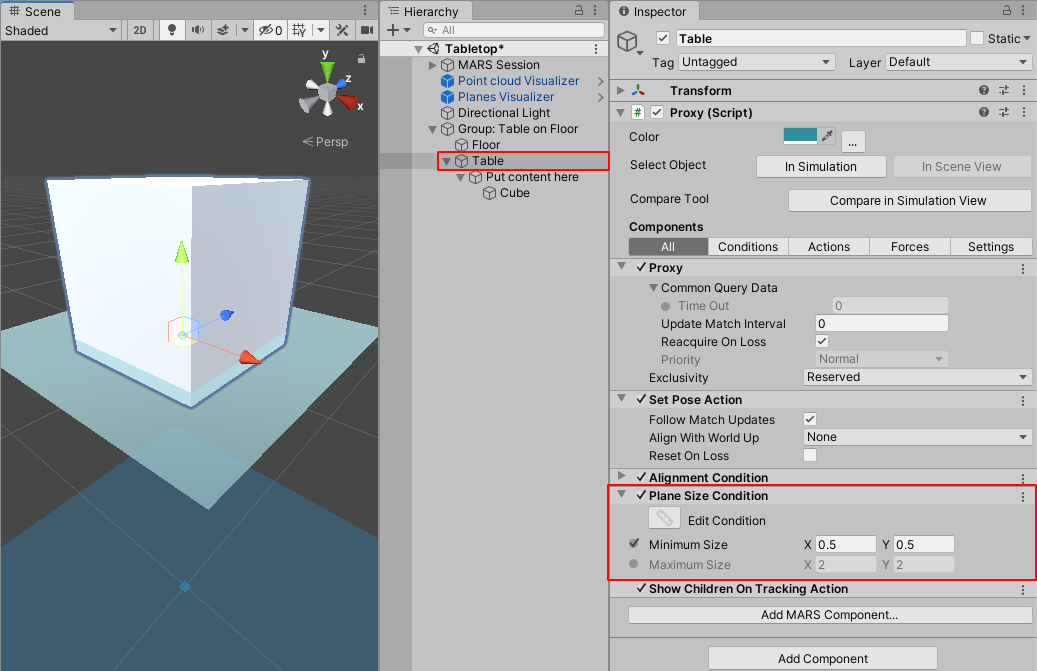 Scene
Shaded
2D
0
y
z
x
Persp
Hierarchy
All
Tabletop*
MARS Session
Point cloud Visualizer
Planes Visualizer
Directional Light
Group: Table on Floor
Floor
Table
Put content here
Cube
Inspector
Table Static
Tag Untagged Layer Default
Transform
# Proxy (Script)
Color ...
Select Object In Simulation In Scene View
Compare Tool Compare in Simulation View
Components
All Conditions Actions Forces Settings
Proxy
Common Query Data
Time Out 0
Update Match Interval 0
Reacquire On Loss
Priority Normal
Exclusivity Reserved
Set Pose Action
Follow Match Updates
Align With World Up None
Reset On Loss
Alignment Condition
Plane Size Condition
Edit Condition
Minimum Size X 0.5 Y 0.5
Maximum Size X 2 Y 2
Show Children On Tracking Action
Add MARS Component...
Add Component